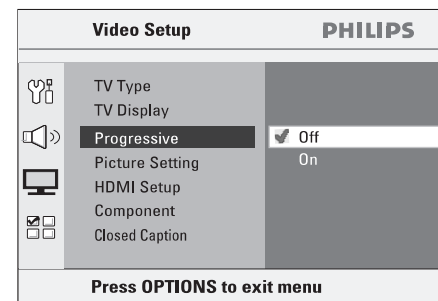 Video Setup PHILIPS
TV Type
TV Display
Progressive Off
Picture Setting On
HDMI Setup
Component
Closed Caption
Press OPTIONS to exit menu